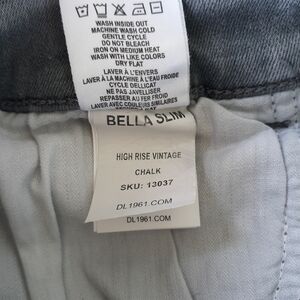 WASH INSIDE OUT
MACHINE WASH COLD
GENTLE CYCLE
DO NOT BLEACH
IRON ON MEDIUM HEAT
WASH WITH LIKE COLORS
DRY FLAT
LAVER À L'ENVERS
LAVER À LA MACHINE À L'EAU FROIDE
CYCLE DELICAT
NE PAS JAVELLISER
REPASSER AU FER FROID
LAVER AVEC COULEURS SIMILAIRES
BELLA SLIM
HIGH RISE VINTAGE
CHALK
SKU: 13037
DL1961.COM
DL1961.COM